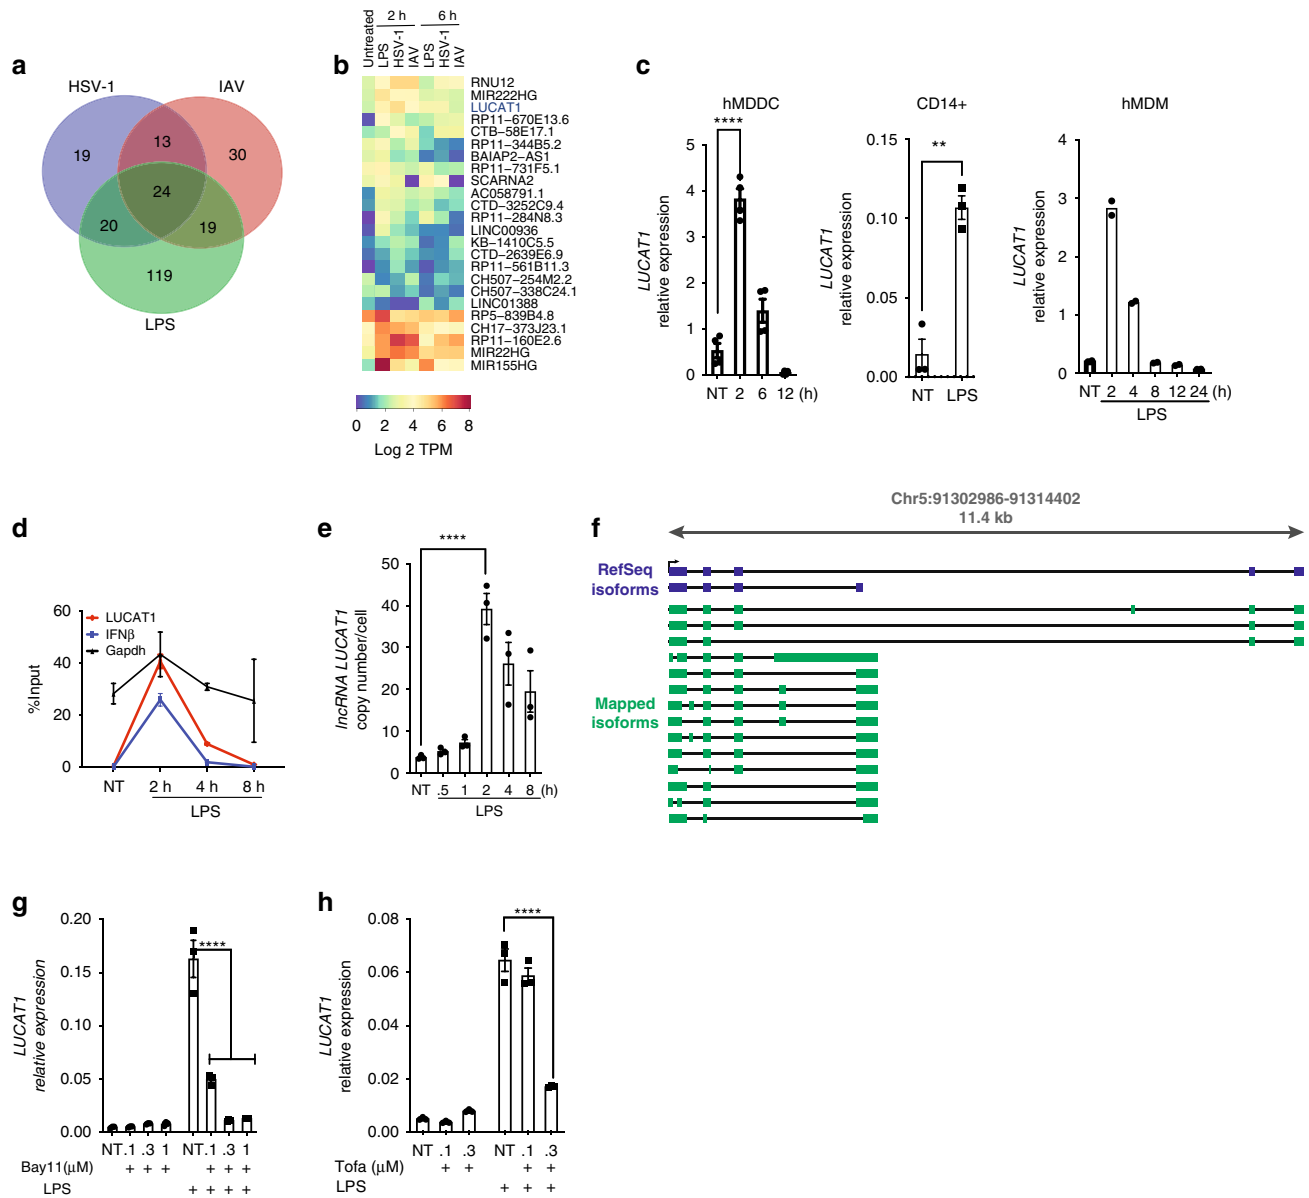 a
HSV-1
IAV
19
13
30
24
20
19
119
LPS
b
2 h
6 h
Untreated
LPS
HSV-1
IAV
LPS
HSV-1
IAV
RNU12
MIR222HG
LUCAT1
RP11-670E13.6
CTB-58E17.1
RP11-344B5.2
BAIAP2-AS1
RP11-731F5.1
SCARNA2
AC058791.1
CTD-3252C9.4
RP11-284N8.3
LINC00936
KB-1410C5.5
CTD-2639E6.9
RP11-561B11.3
CH507-254M2.2
CH507-338C24.1
LINC01388
RP5-839B4.8
CH17-373J23.1
RP11-160E2.6
MIR22HG
MIR155HG
0 2 4 6 8
Log 2 TPM
c
hMDDC
****
LUCAT1
relative expression
5
4
3
2
1
0
NT 2 6 12 (h)
CD14+
**
LUCAT1
relative expression
0.15
0.10
0.05
0.00
NT LPS
hMDM
LUCAT1
relative expression
4
3
2
1
0
NT 2 4 8 12 24 (h)
LPS
d
%Input
60
40
20
0
LUCAT1
IFNβ
Gapdh
NT 2 h 4 h 8 h
LPS
e
****
lncRNA LUCAT1
copy number/cell
50
40
30
20
10
0
NT .5 1 2 4 8 (h)
LPS
f
Chr5:91302986-91314402
11.4 kb
RefSeq
isoforms
Mapped
isoforms
g
LUCAT1
relative expression
0.20
0.15
0.10
0.05
0.00
****
NT .1 .3 1 NT .1 .3 1
Bay11(μM) + + + + + +
LPS + + + +
h
LUCAT1
relative expression
0.08
0.06
0.04
0.02
0.00
****
NT .1 .3 NT .1 .3
Tofa (μM) + + + +
LPS + + +